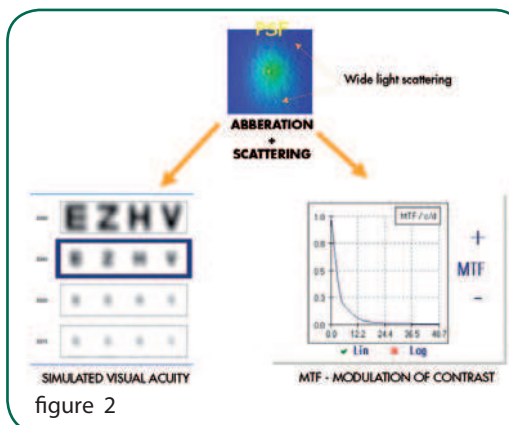 PSF
Wide light scattering
ABBERATION
+
SCATTERING
E Z H V
E Z H V
SIMULATED VISUAL ACUITY
MTF / c/d
1.0
0.8
0.5
0.3
0.0
0.0 12.2 24.4 36.5 48.7
Lin Log
+
MTF
-
MTF - MODULATION OF CONTRAST
figure 2